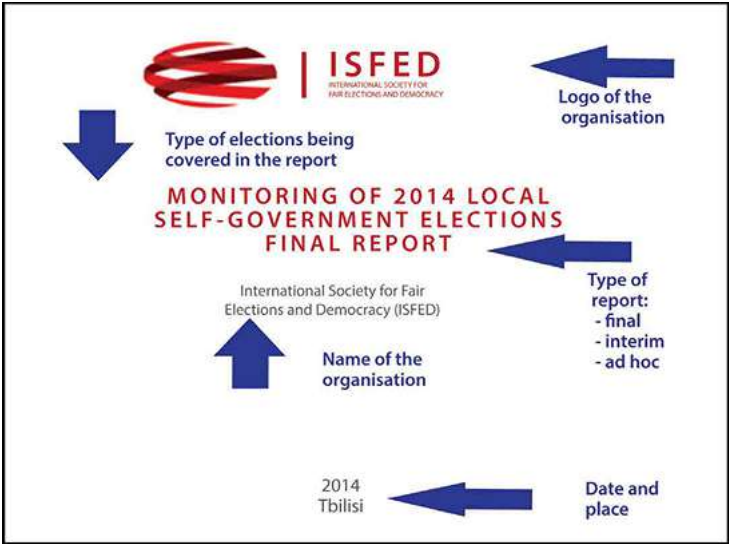 ISFED
INTERNATIONAL SOCIETY FOR
FAIR ELECTIONS AND DEMOCRACY
Logo of the
organisation
Type of elections being
covered in the report
MONITORING OF 2014 LOCAL
SELF-GOVERNMENT ELECTIONS
FINAL REPORT
Type of
report:
- final
- interim
- ad hoc
International Society for Fair
Elections and Democracy (ISFED)
Name of the
organisation
2014
Tbilisi
Date and
place